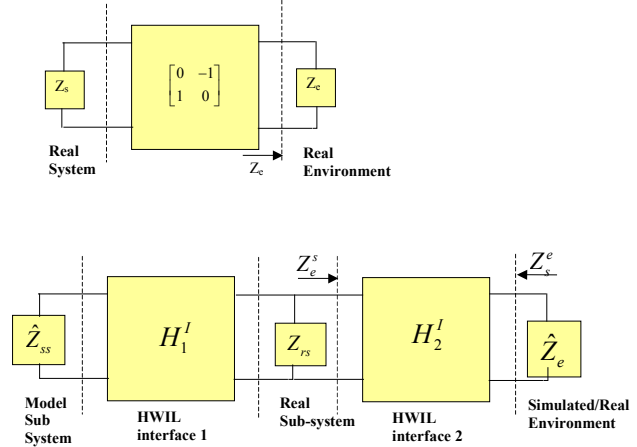 Z_s
0 −1
1 0
Z_e
Real
System
Z_e
Real
Environment
Z_e^s
Z_s^e
Ẑ_ss
H_1^I
Z_rs
H_2^I
Ẑ_e
Model
Sub
System
HWIL
interface 1
Real
Sub-system
HWIL
interface 2
Simulated/Real
Environment